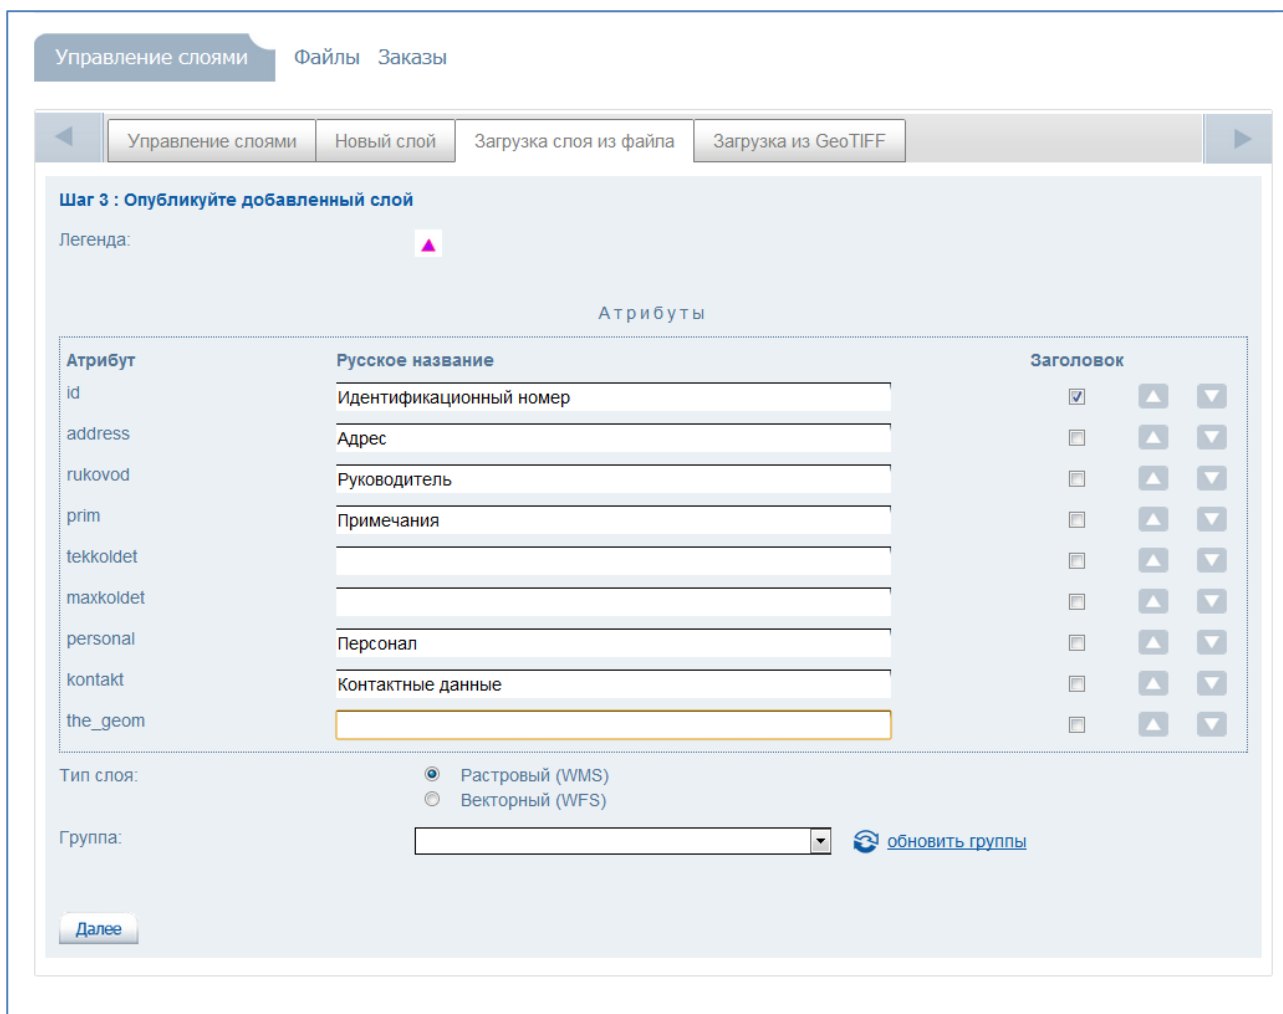 Управление слоями Файлы Заказы
Управление слоями Новый слой Загрузка слоя из файла Загрузка из GeoTIFF
Шаг 3 : Опубликуйте добавленный слой
Легенда:
Атрибуты
Атрибут Русское название Заголовок
id Идентификационный номер
address Адрес
rukovod Руководитель
prim Примечания
tekkoldet
maxkoldet
personal Персонал
kontakt Контактные данные
the_geom
Тип слоя: Растровый (WMS)
Векторный (WFS)
Группа: обновить группы
Далее